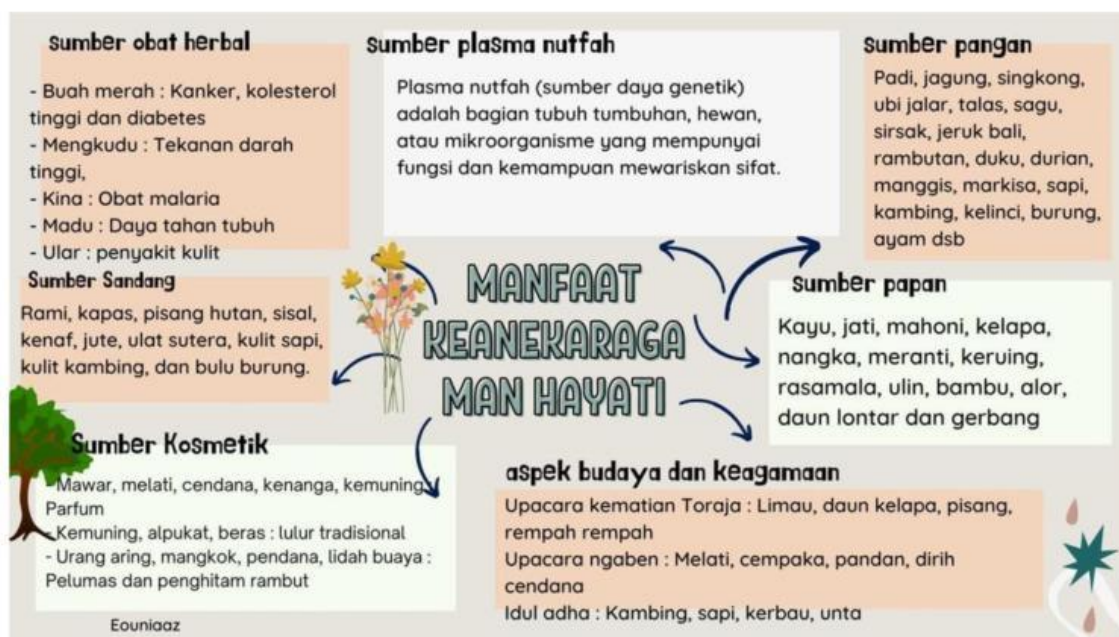 sumber obat herbal
- Buah merah : Kanker, kolesterol
tinggi dan diabetes
- Mengkudu : Tekanan darah
tinggi,
- Kina : Obat malaria
- Madu : Daya tahan tubuh
- Ular : penyakit kulit
sumber plasma nutfah
Plasma nutfah (sumber daya genetik)
adalah bagian tubuh tumbuhan, hewan,
atau mikroorganisme yang mempunyai
fungsi dan kemampuan mewariskan sifat.
sumber pangan
Padi, jagung, singkong,
ubi jalar, talas, sagu,
sirsak, jeruk bali,
rambutan, duku, durian,
manggis, markisa, sapi,
kambing, kelinci, burung,
ayam dsb
Sumber Sandang
Rami, kapas, pisang hutan, sisal,
kenaf, jute, ulat sutera, kulit sapi,
kulit kambing, dan bulu burung.
MANFAAT
KEANEKARAGA
MAN HAYATI
sumber papan
Kayu, jati, mahoni, kelapa,
nangka, meranti, keruing,
rasamala, ulin, bambu, alor,
daun lontar dan gerbang
Sumber Kosmetik
- Mawar, melati, cendana, kenanga, kemuning :
Parfum
- Kemuning, alpukat, beras : lulur tradisional
- Urang aring, mangkok, pendana, lidah buaya :
Pelumas dan penghitam rambut
aspek budaya dan keagamaan
Upacara kematian Toraja : Limau, daun kelapa, pisang,
rempah rempah
Upacara ngaben : Melati, cempaka, pandan, dirih
cendana
Idul adha : Kambing, sapi, kerbau, unta
Eouniaaz